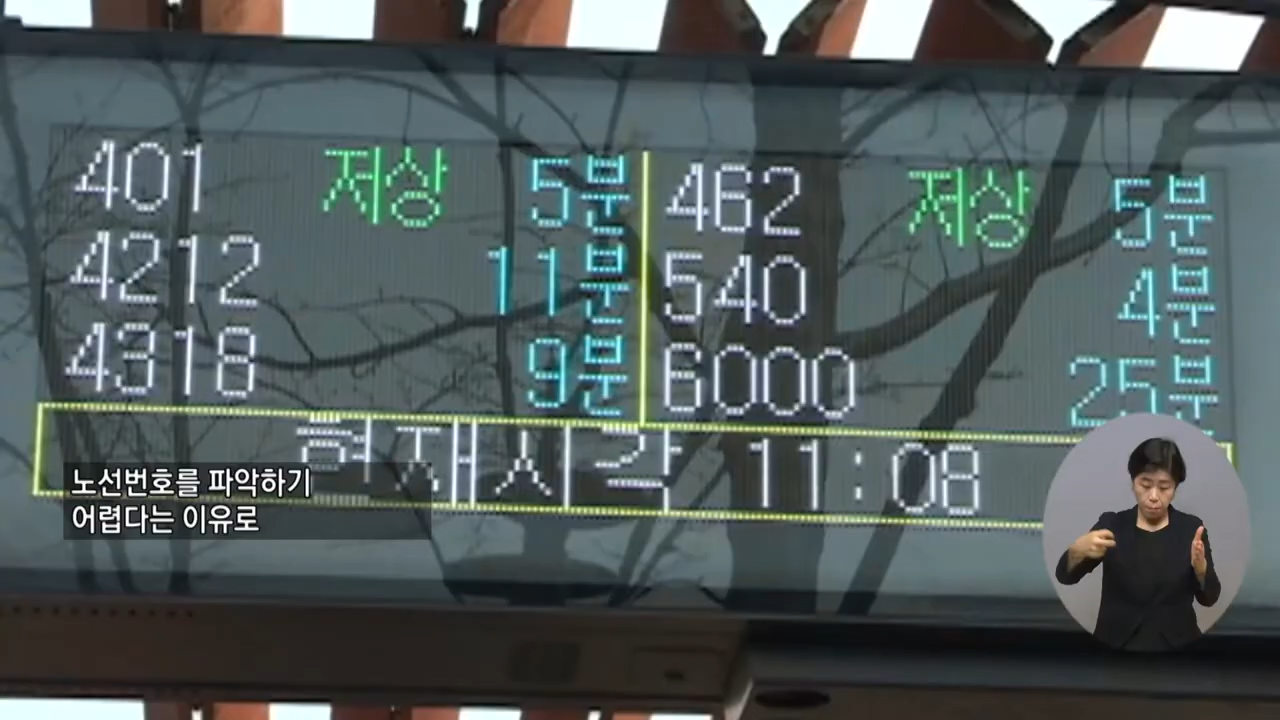 401 저상 5분
4212 11분
4318 9분
462 저상 5분
540 4분
6000 25분
현재시각 11:08
노선번호를 파악하기
어렵다는 이유로